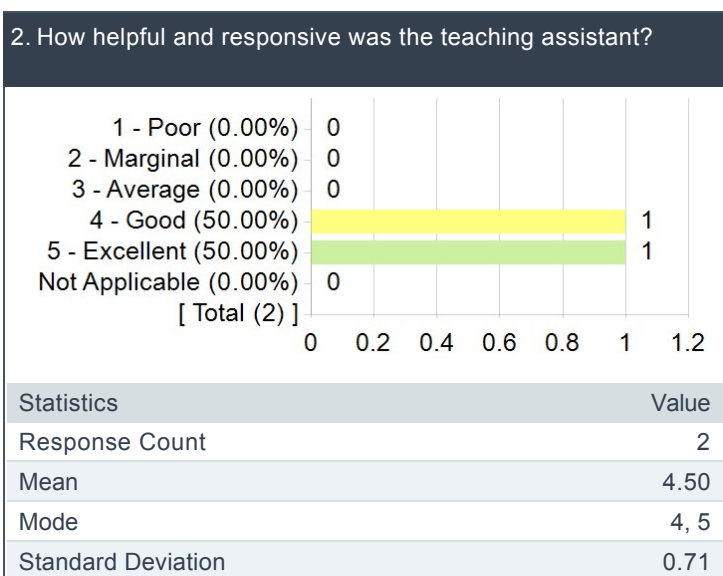 2. How helpful and responsive was the teaching assistant?
1 - Poor (0.00%) 0
2 - Marginal (0.00%) 0
3 - Average (0.00%) 0
4 - Good (50.00%) 1
5 - Excellent (50.00%) 1
Not Applicable (0.00%) 0
[ Total (2) ]
0 0.2 0.4 0.6 0.8 1 1.2
Statistics Value
Response Count 2
Mean 4.50
Mode 4, 5
Standard Deviation 0.71